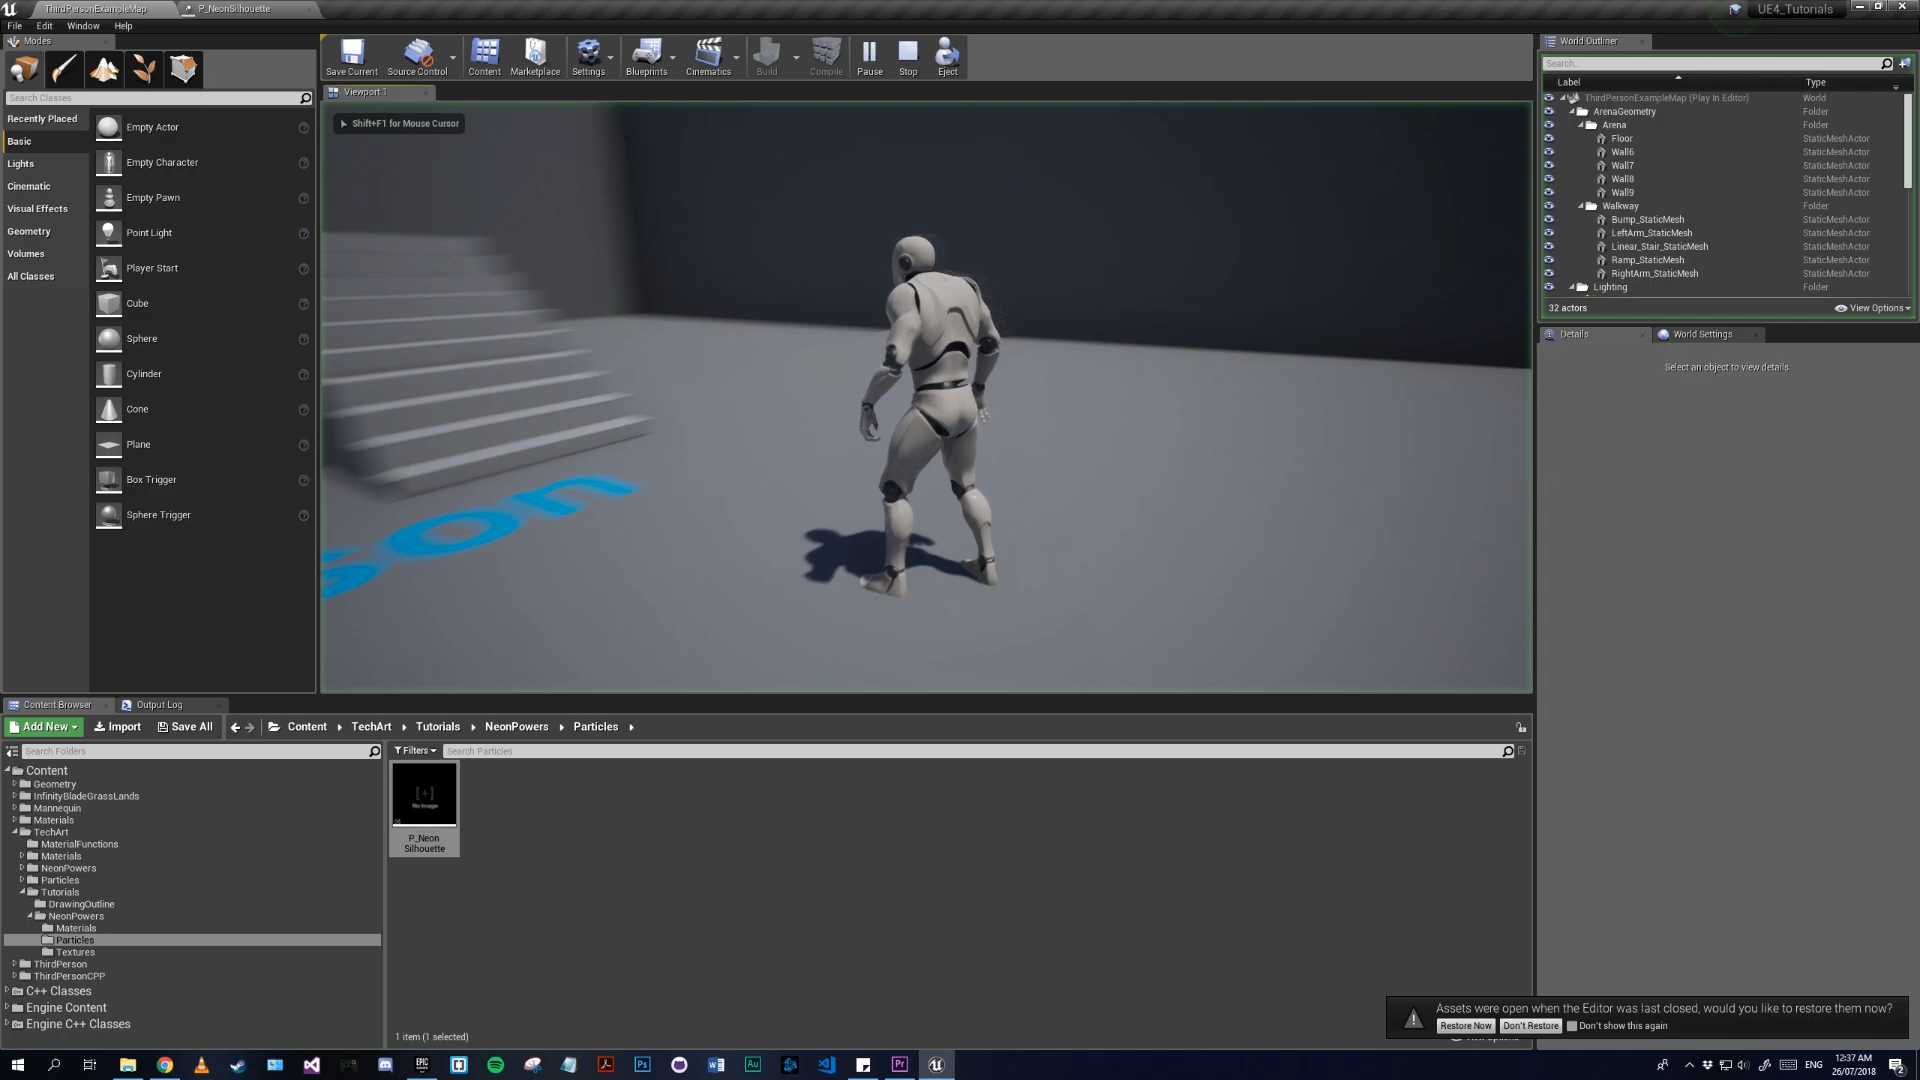 ThirdPersonExampleMap
P_NeonSilhouette
UE4_Tutorials
File Edit Window Help
Modes
Search Classes
Recently Placed
Basic
Lights
Cinematic
Visual Effects
Geometry
Volumes
All Classes
Empty Actor
Empty Character
Empty Pawn
Point Light
Player Start
Cube
Sphere
Cylinder
Cone
Plane
Box Trigger
Sphere Trigger
Save Current
Source Control
Content
Marketplace
Settings
Blueprints
Cinematics
Build
Compile
Pause
Stop
Eject
Viewport 1
Shift+F1 for Mouse Cursor
son
World Outliner
Search...
Label Type
ThirdPersonExampleMap (Play In Editor) World
ArenaGeometry Folder
Arena Folder
Floor StaticMeshActor
Wall6 StaticMeshActor
Wall7 StaticMeshActor
Wall8 StaticMeshActor
Wall9 StaticMeshActor
Walkway Folder
Bump_StaticMesh StaticMeshActor
LeftArm_StaticMesh StaticMeshActor
Linear_Stair_StaticMesh StaticMeshActor
Ramp_StaticMesh StaticMeshActor
RightArm_StaticMesh StaticMeshActor
Lighting Folder
32 actors
View Options
Details
World Settings
Select an object to view details
Content Browser
Output Log
Add New
Import
Save All
Content TechArt Tutorials NeonPowers Particles
Search Folders
Filters
Search Particles
Content
Geometry
InfinityBladeGrassLands
Mannequin
Materials
TechArt
MaterialFunctions
Materials
NeonPowers
Particles
Tutorials
DrawingOutline
NeonPowers
Materials
Particles
Textures
ThirdPerson
ThirdPersonCPP
C++ Classes
Engine Content
Engine C++ Classes
No Image
P_Neon
Silhouette
1 item (1 selected)
Assets were open when the Editor was last closed, would you like to restore them now?
Restore Now
Don't Restore
Don't show this again
View Options
ENG
12:37 AM
26/07/2018